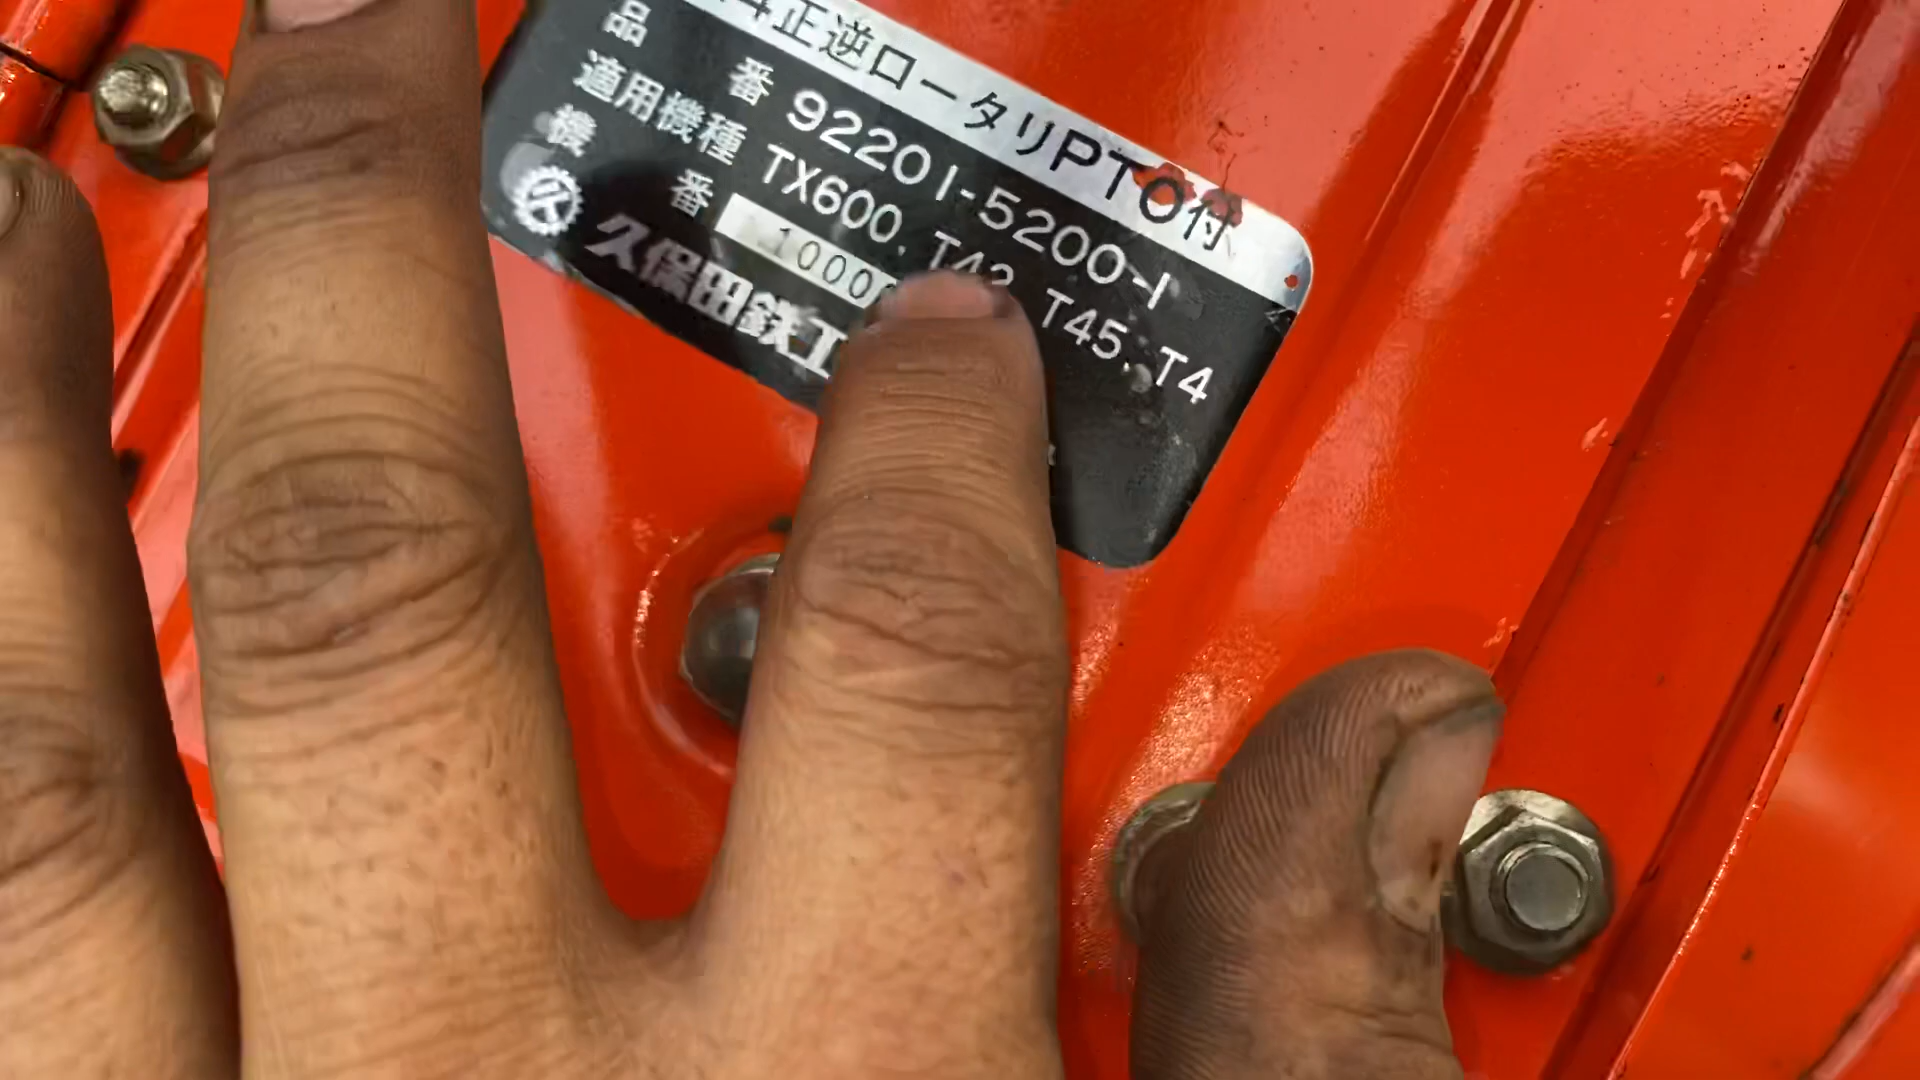 正逆ロータリPTO付
品番 92201-5200-1
適用機種 TX600. T42. T45. T4
機番 1000
久保田鉄工